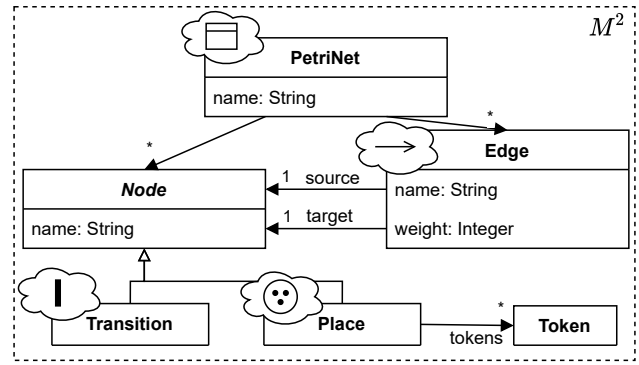 M²
PetriNet
name: String
*
*
Edge
Node
1 source
name: String
name: String
1 target
weight: Integer
Transition
Place
*
tokens
Token